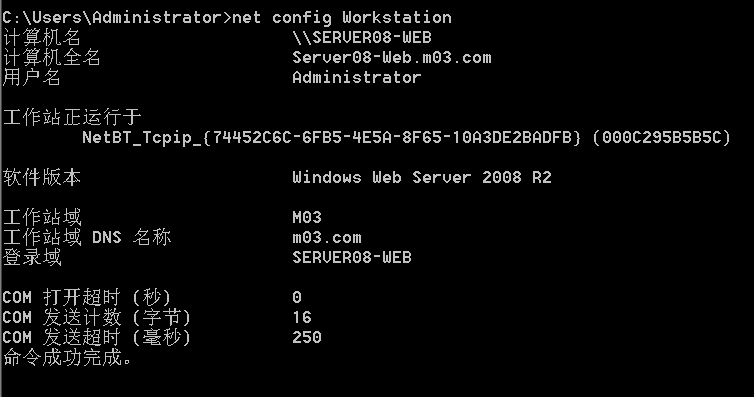 C:\Users\Administrator>net config Workstation
计算机名 \\SERVER08-WEB
计算机全名 Server08-Web.m03.com
用户名 Administrator
工作站正运行于
NetBT_Tcpip_{74452C6C-6FB5-4E5A-8F65-10A3DE2BADFB} (000C295B5B5C)
软件版本 Windows Web Server 2008 R2
工作站域 M03
工作站域 DNS 名称 m03.com
登录域 SERVER08-WEB
COM 打开超时 (秒) 0
COM 发送计数 (字节) 16
COM 发送超时 (毫秒) 250
命令成功完成。